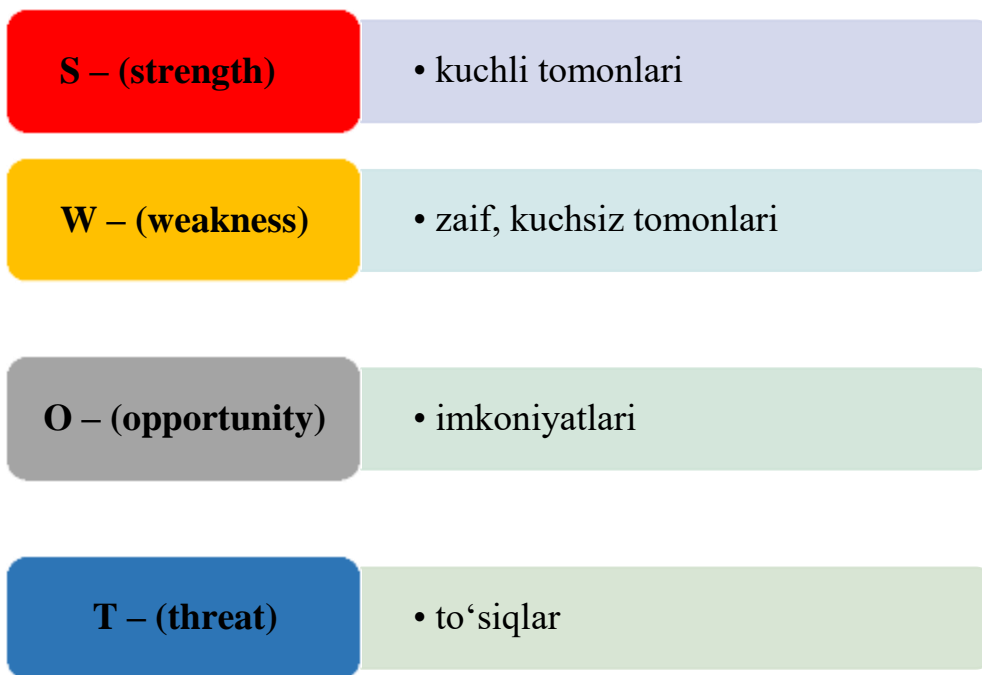 S – (strength)
• kuchli tomonlari
W – (weakness)
• zaif, kuchsiz tomonlari
O – (opportunity)
• imkoniyatlari
T – (threat)
• to‘siqlar